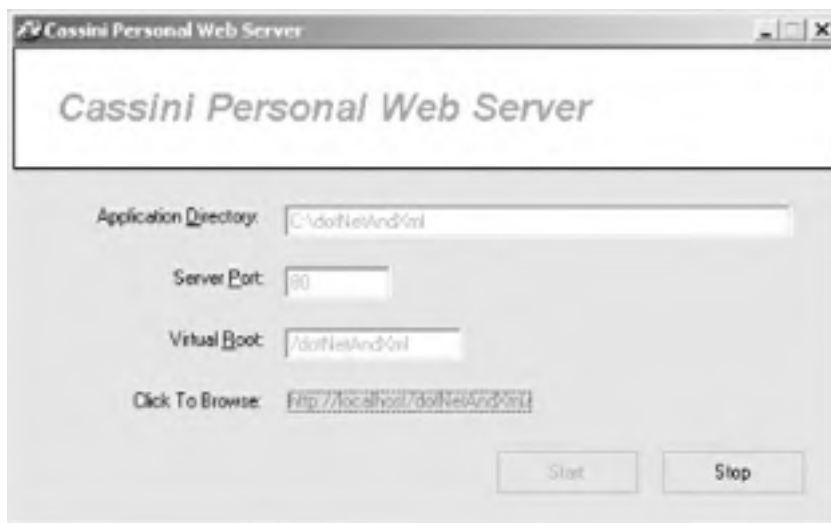 Cassini Personal Web Server
Cassini Personal Web Server
Application Directory: C:\dotNetAndXml
Server Port: 80
Virtual Root: /dotNetAndXml
Click To Browse: http://localhost/dotNetAndXml/
Start Stop